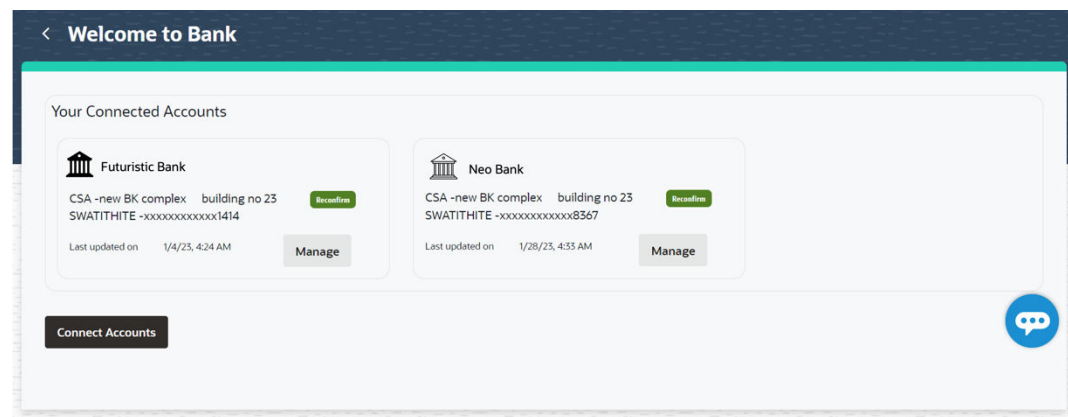 Welcome to Bank
Your Connected Accounts
Futuristic Bank
CSA -new BK complex building no 23
Reconfirm
SWATITHITE -xxxxxxxxxxxx1414
Last updated on 1/4/23, 4:24 AM
Manage
Neo Bank
CSA -new BK complex building no 23
Reconfirm
SWATITHITE -xxxxxxxxxxxx8367
Last updated on 1/28/23, 4:33 AM
Manage
Connect Accounts